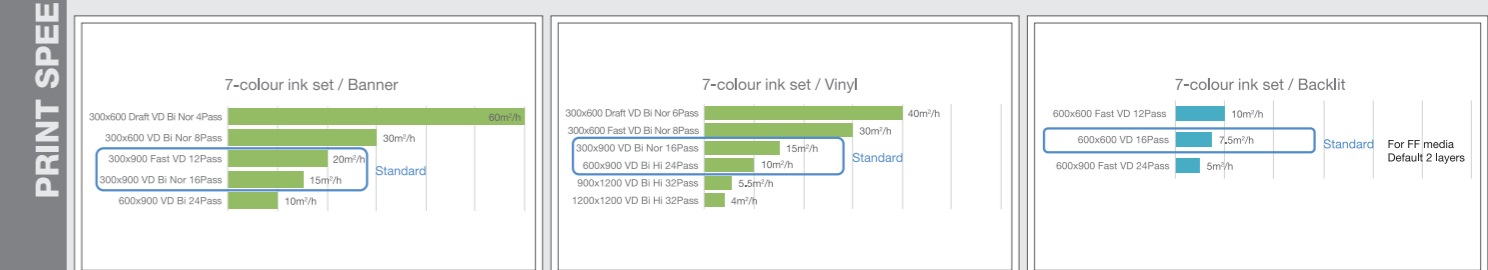 PRINT SPEE
7-colour ink set / Banner
300x600 Draft VD Bi Nor 4Pass 60m²/h
300x600 VD Bi Nor 8Pass 30m²/h
300x900 Fast VD 12Pass 20m²/h
Standard
300x900 VD Bi Nor 16Pass 15m²/h
600x900 VD Bi 24Pass 10m²/h
7-colour ink set / Vinyl
300x600 Draft VD Bi Nor 6Pass 40m²/h
300x600 Fast VD Bi Nor 8Pass 30m²/h
300x900 VD Bi Nor 16Pass 15m²/h
Standard
600x900 VD Bi Hi 24Pass 10m²/h
900x1200 VD Bi Hi 32Pass 5.5m²/h
1200x1200 VD Bi Hi 32Pass 4m²/h
7-colour ink set / Backlit
600x600 Fast VD 12Pass 10m²/h
600x600 VD 16Pass 7.5m²/h Standard
For FF media
Default 2 layers
600x900 Fast VD 24Pass 5m²/h